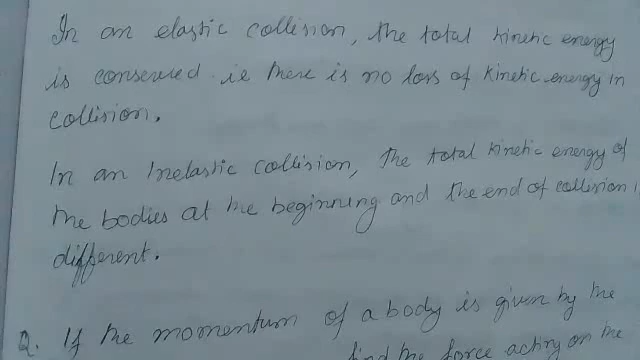 In an elastic collision, the total kinetic energy
is conserved i.e there is no loss of kinetic energy in
collision.
In an Inelastic collision, the total kinetic energy of
the bodies at the beginning and the end of collision i
different.
Q. If the momentum of a body is given by the
find the force acting on the